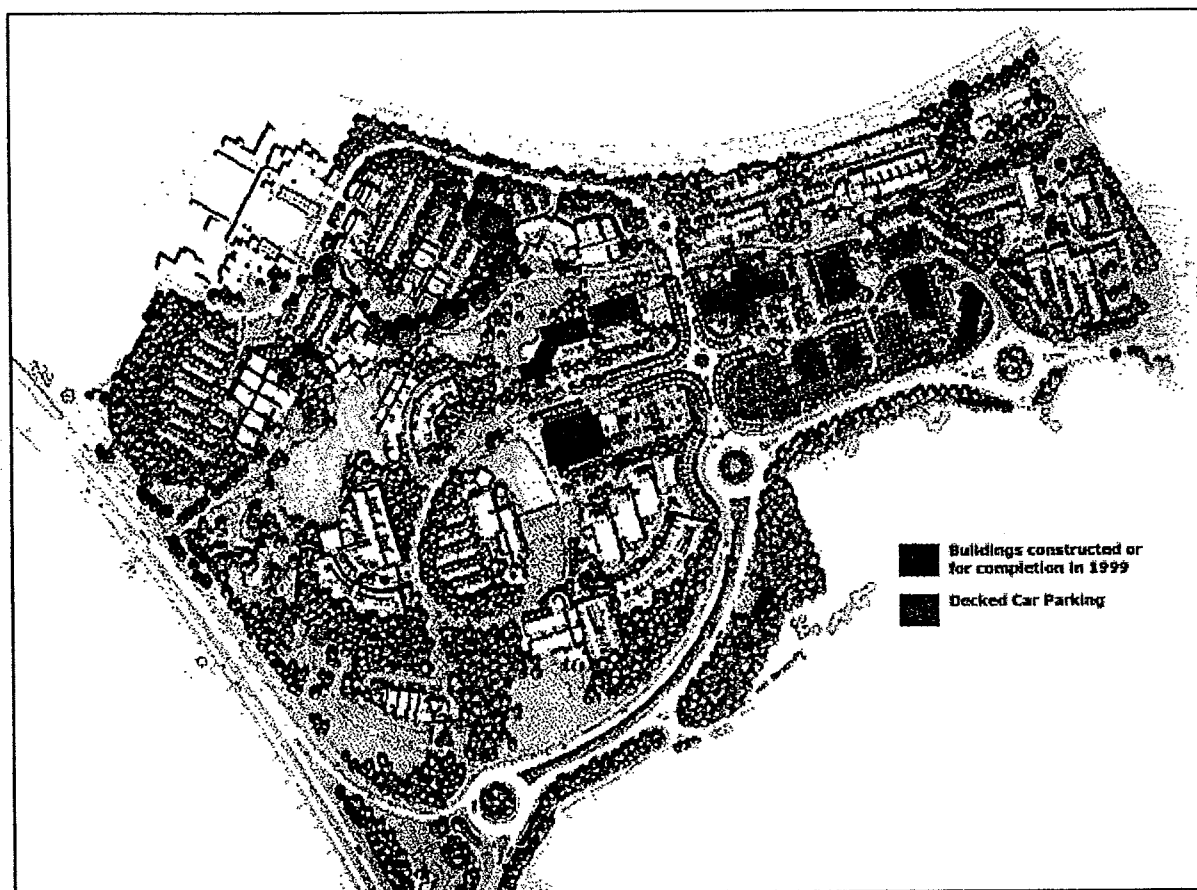 Buildings constructed or
for completion in 1999
Decked Car Parking